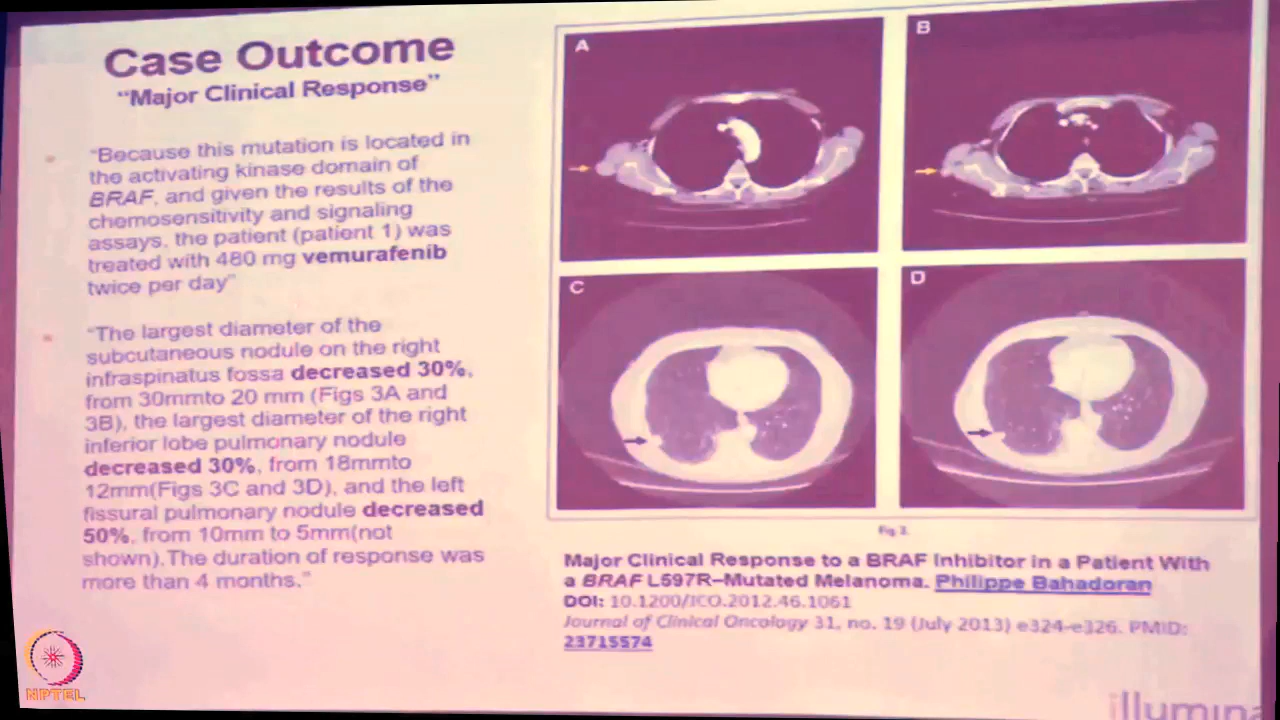 Case Outcome
“Major Clinical Response”
“Because this mutation is located in
the activating kinase domain of
BRAF, and given the results of the
chemosensitivity and signaling
assays, the patient (patient 1) was
treated with 480 mg vemurafenib
twice per day”
“The largest diameter of the
subcutaneous nodule on the right
infraspinatus fossa decreased 30%,
from 30mmto 20 mm (Figs 3A and
3B), the largest diameter of the right
inferior lobe pulmonary nodule
decreased 30%, from 18mmto
12mm(Figs 3C and 3D), and the left
fissural pulmonary nodule decreased
50%, from 10mm to 5mm(not
shown).The duration of response was
more than 4 months.”
A
B
C
D
Fig 3.
Major Clinical Response to a BRAF Inhibitor in a Patient With
a BRAF L597R–Mutated Melanoma. Philippe Bahadoran
DOI: 10.1200/JCO.2012.46.1061
Journal of Clinical Oncology 31, no. 19 (July 2013) e324-e326. PMID:
23715574
NPTEL
illumina